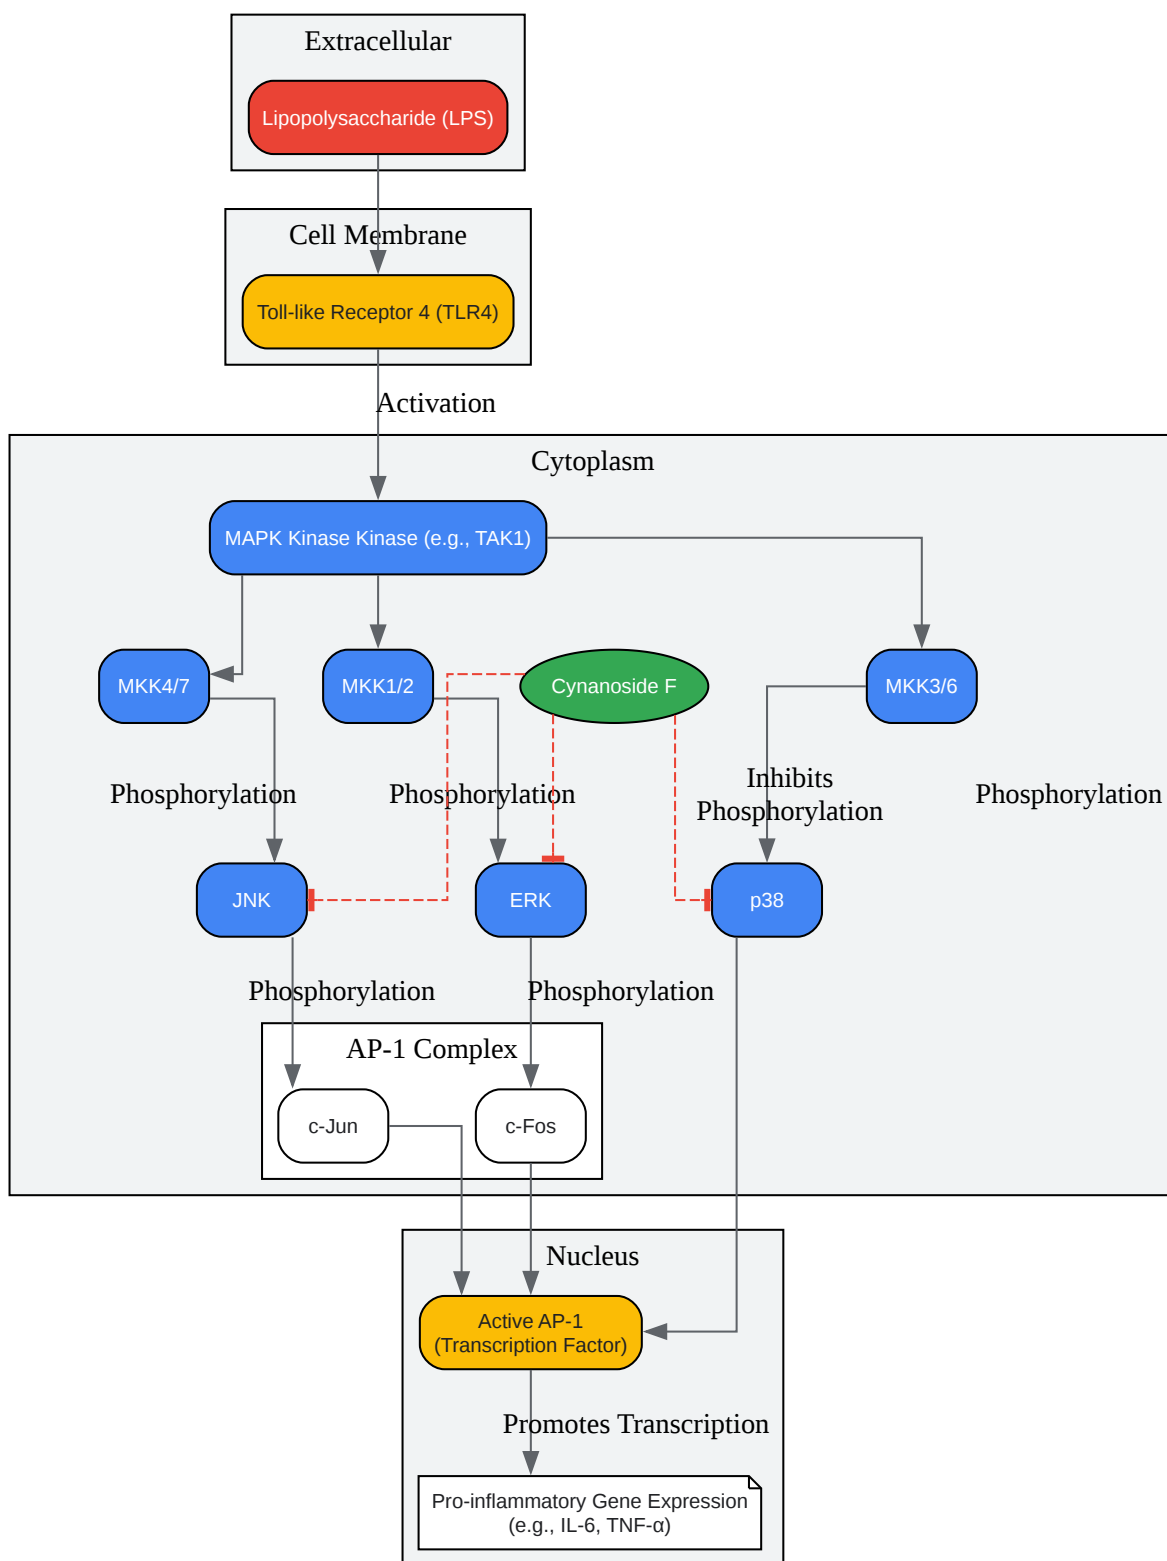 Extracellular
Lipopolysaccharide (LPS)
Cell Membrane
Toll-like Receptor 4 (TLR4)
Activation
Cytoplasm
MAPK Kinase Kinase (e.g., TAK1)
MKK4/7
MKK1/2
Cynanoside F
MKK3/6
Phosphorylation
Phosphorylation
Inhibits
Phosphorylation
Phosphorylation
JNK
ERK
p38
Phosphorylation
Phosphorylation
AP-1 Complex
c-Jun
c-Fos
Nucleus
Active AP-1
(Transcription Factor)
Promotes Transcription
Pro-inflammatory Gene Expression
(e.g., IL-6, TNF-α)